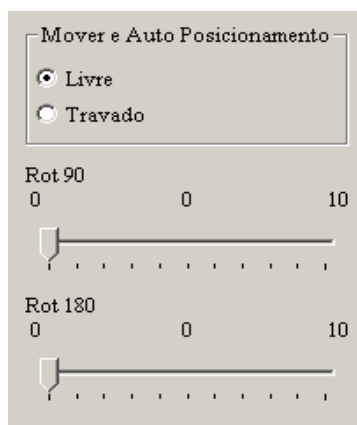 Mover e Auto Posicionamento
Livre
Travado
Rot 90
0 0 10
Rot 180
0 0 10